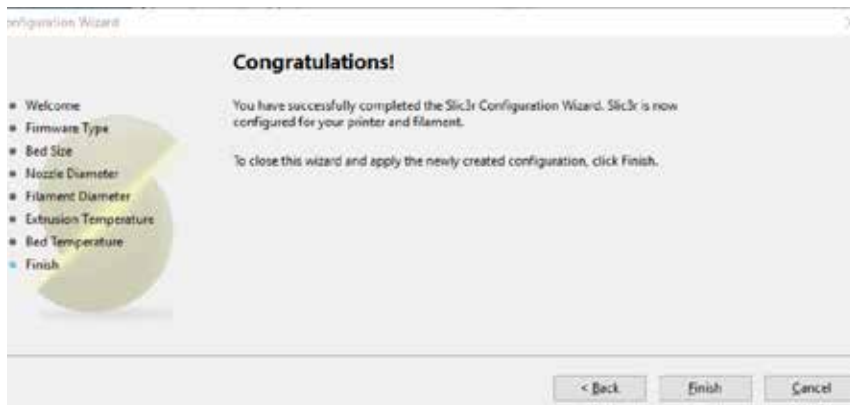 onfiguration Wizard
Congratulations!
Welcome
Firmware Type
Bed Size
Nozzle Diameter
Filament Diameter
Extrusion Temperature
Bed Temperature
Finish
You have successfully completed the Slic3r Configuration Wizard. Slic3r is now
configured for your printer and filament.
To close this wizard and apply the newly created configuration, click Finish.
< Back
Finish
Cancel